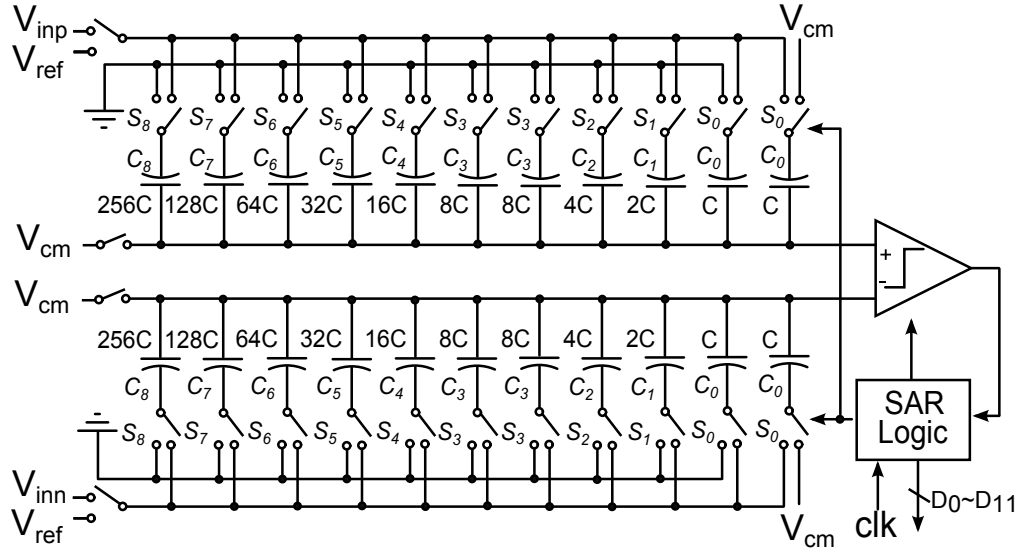 V_inp
V_cm
V_ref
S_8 S_7 S_6 S_5 S_4 S_3 S_3 S_2 S_1 S_0 S_0
C_8 C_7 C_6 C_5 C_4 C_3 C_3 C_2 C_1 C_0 C_0
256C 128C 64C 32C 16C 8C 8C 4C 2C C C
V_cm
+
V_cm
-
256C 128C 64C 32C 16C 8C 8C 4C 2C C C
C_8 C_7 C_6 C_5 C_4 C_3 C_3 C_2 C_1 C_0 C_0
SAR
Logic
S_8 S_7 S_6 S_5 S_4 S_3 S_3 S_2 S_1 S_0 S_0
V_inn
V_ref
V_cm
clk
D_0~D_11